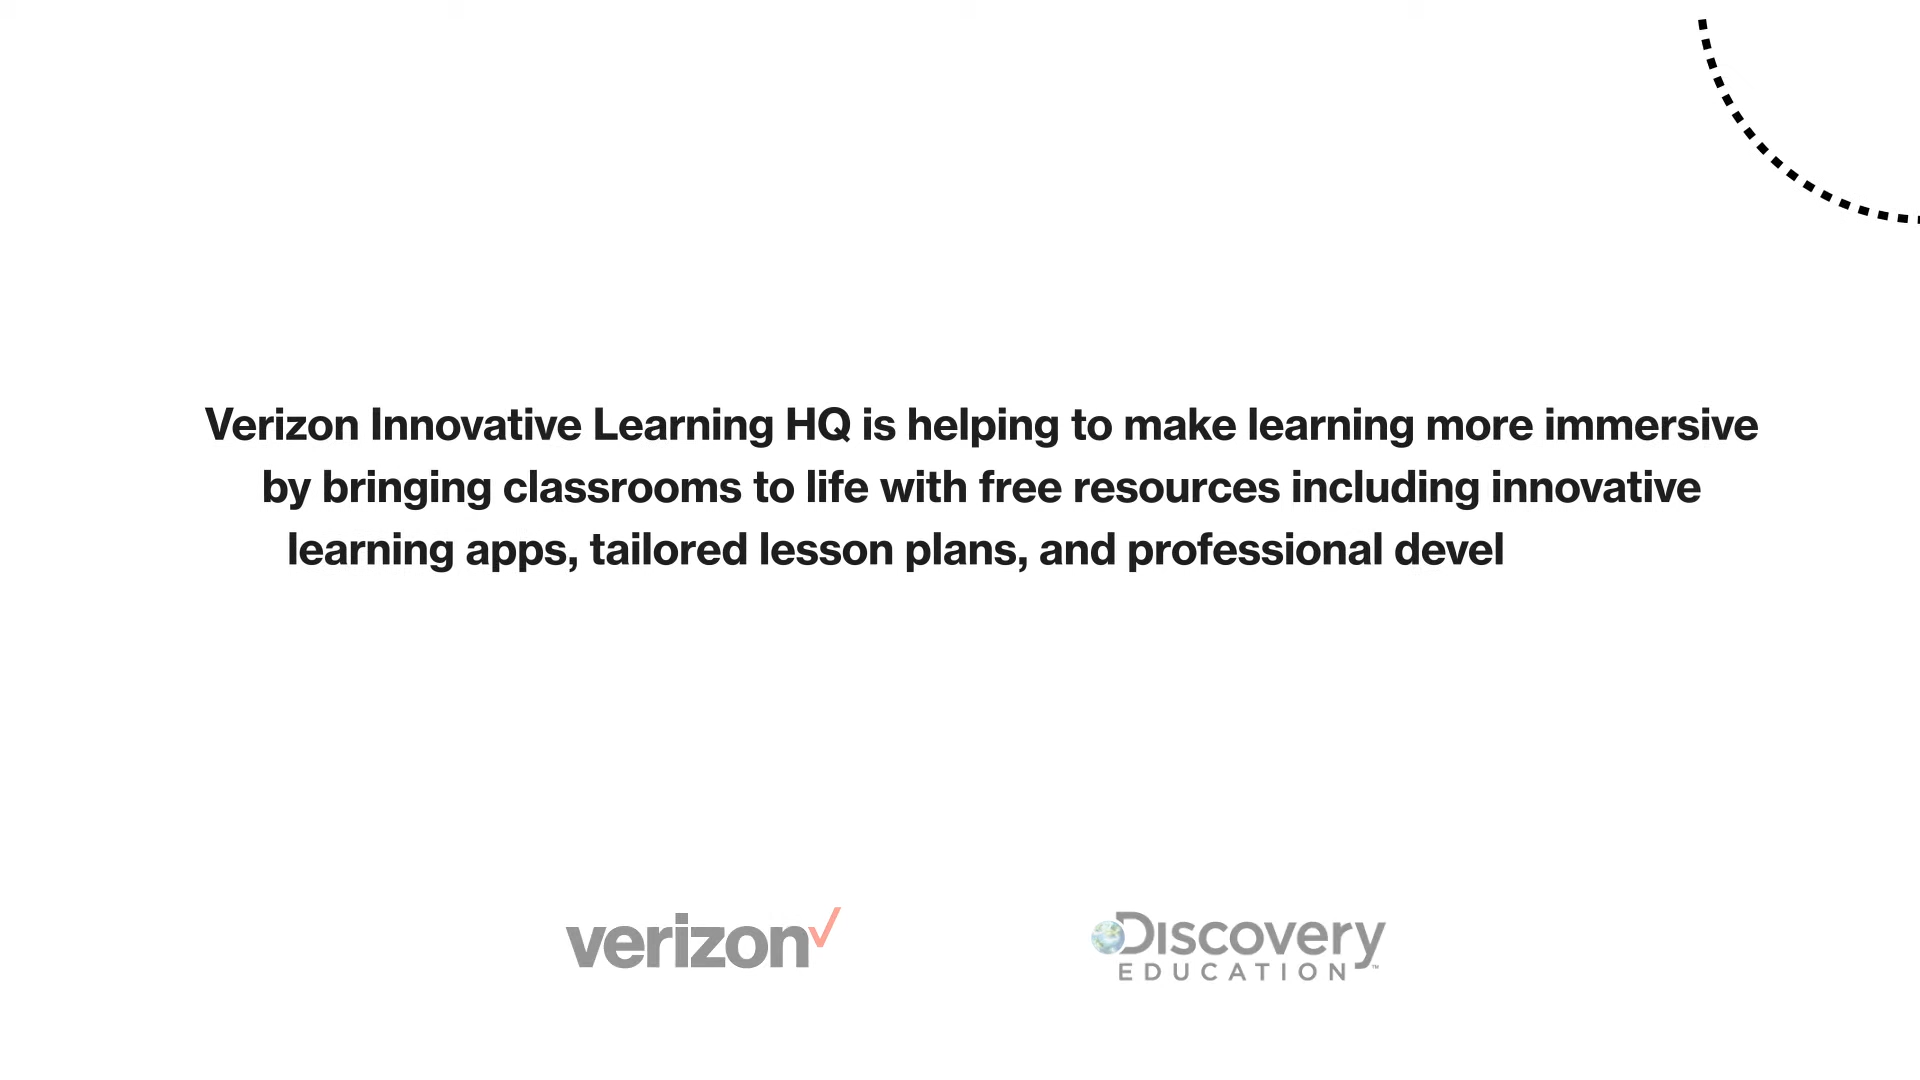 Verizon Innovative Learning HQ is helping to make learning more immersive
by bringing classrooms to life with free resources including innovative
learning apps, tailored lesson plans, and professional devel
verizon✓
Discovery
EDUCATION™